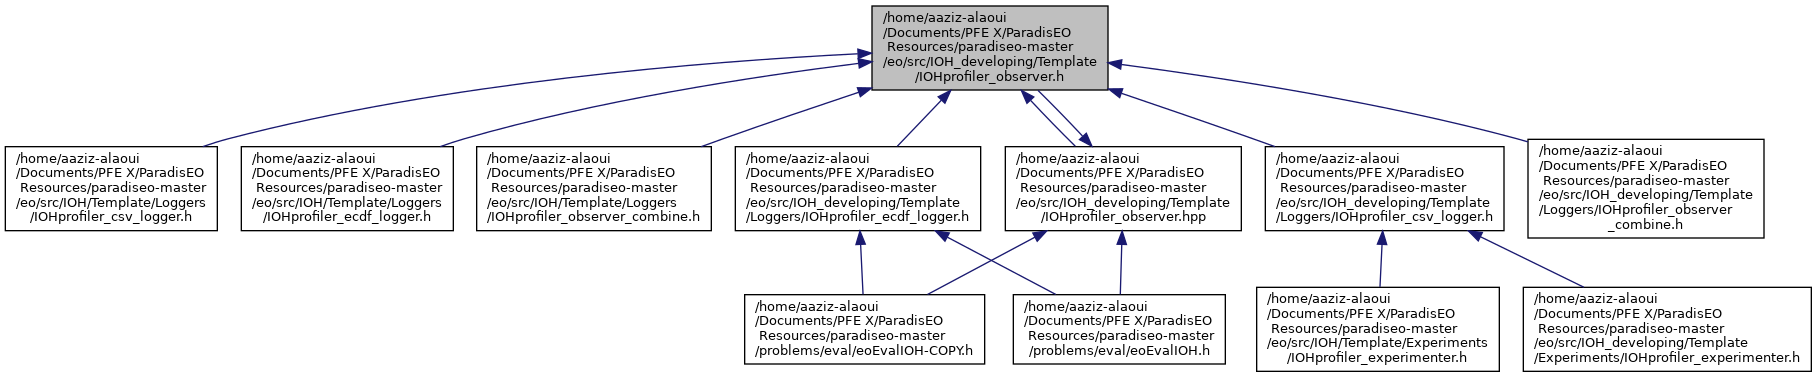 /home/aaziz-alaoui
/Documents/PFE X/ParadisEO
Resources/paradiseo-master
/eo/src/IOH_developing/Template
/IOHprofiler_observer.h
/home/aaziz-alaoui
/Documents/PFE X/ParadisEO
Resources/paradiseo-master
/eo/src/IOH/Template/Loggers
/IOHprofiler_csv_logger.h
/home/aaziz-alaoui
/Documents/PFE X/ParadisEO
Resources/paradiseo-master
/eo/src/IOH/Template/Loggers
/IOHprofiler_ecdf_logger.h
/home/aaziz-alaoui
/Documents/PFE X/ParadisEO
Resources/paradiseo-master
/eo/src/IOH/Template/Loggers
/IOHprofiler_observer_combine.h
/home/aaziz-alaoui
/Documents/PFE X/ParadisEO
Resources/paradiseo-master
/eo/src/IOH_developing/Template
/Loggers/IOHprofiler_ecdf_logger.h
/home/aaziz-alaoui
/Documents/PFE X/ParadisEO
Resources/paradiseo-master
/eo/src/IOH_developing/Template
/IOHprofiler_observer.hpp
/home/aaziz-alaoui
/Documents/PFE X/ParadisEO
Resources/paradiseo-master
/eo/src/IOH_developing/Template
/Loggers/IOHprofiler_csv_logger.h
/home/aaziz-alaoui
/Documents/PFE X/ParadisEO
Resources/paradiseo-master
/eo/src/IOH_developing/Template
/Loggers/IOHprofiler_observer
_combine.h
/home/aaziz-alaoui
/Documents/PFE X/ParadisEO
Resources/paradiseo-master
/problems/eval/eoEvalIOH-COPY.h
/home/aaziz-alaoui
/Documents/PFE X/ParadisEO
Resources/paradiseo-master
/problems/eval/eoEvalIOH.h
/home/aaziz-alaoui
/Documents/PFE X/ParadisEO
Resources/paradiseo-master
/eo/src/IOH/Template/Experiments
/IOHprofiler_experimenter.h
/home/aaziz-alaoui
/Documents/PFE X/ParadisEO
Resources/paradiseo-master
/eo/src/IOH_developing/Template
/Experiments/IOHprofiler_experimenter.h